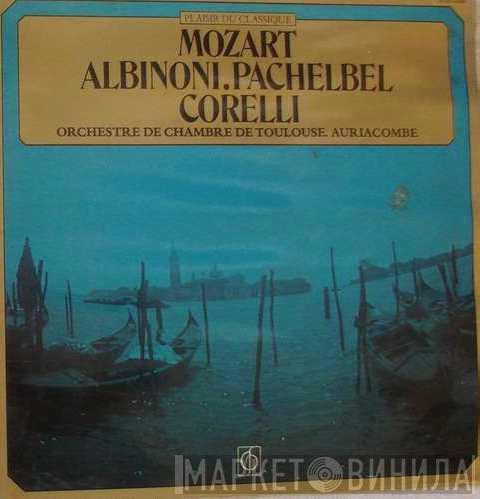 PLAISIR DU CLASSIQUE
MOZART
ALBINONI.PACHELBEL
CORELLI
ORCHESTRE DE CHAMBRE DE TOULOUSE. AURIACOMBE
МАРКЕТ ВИНИЛА